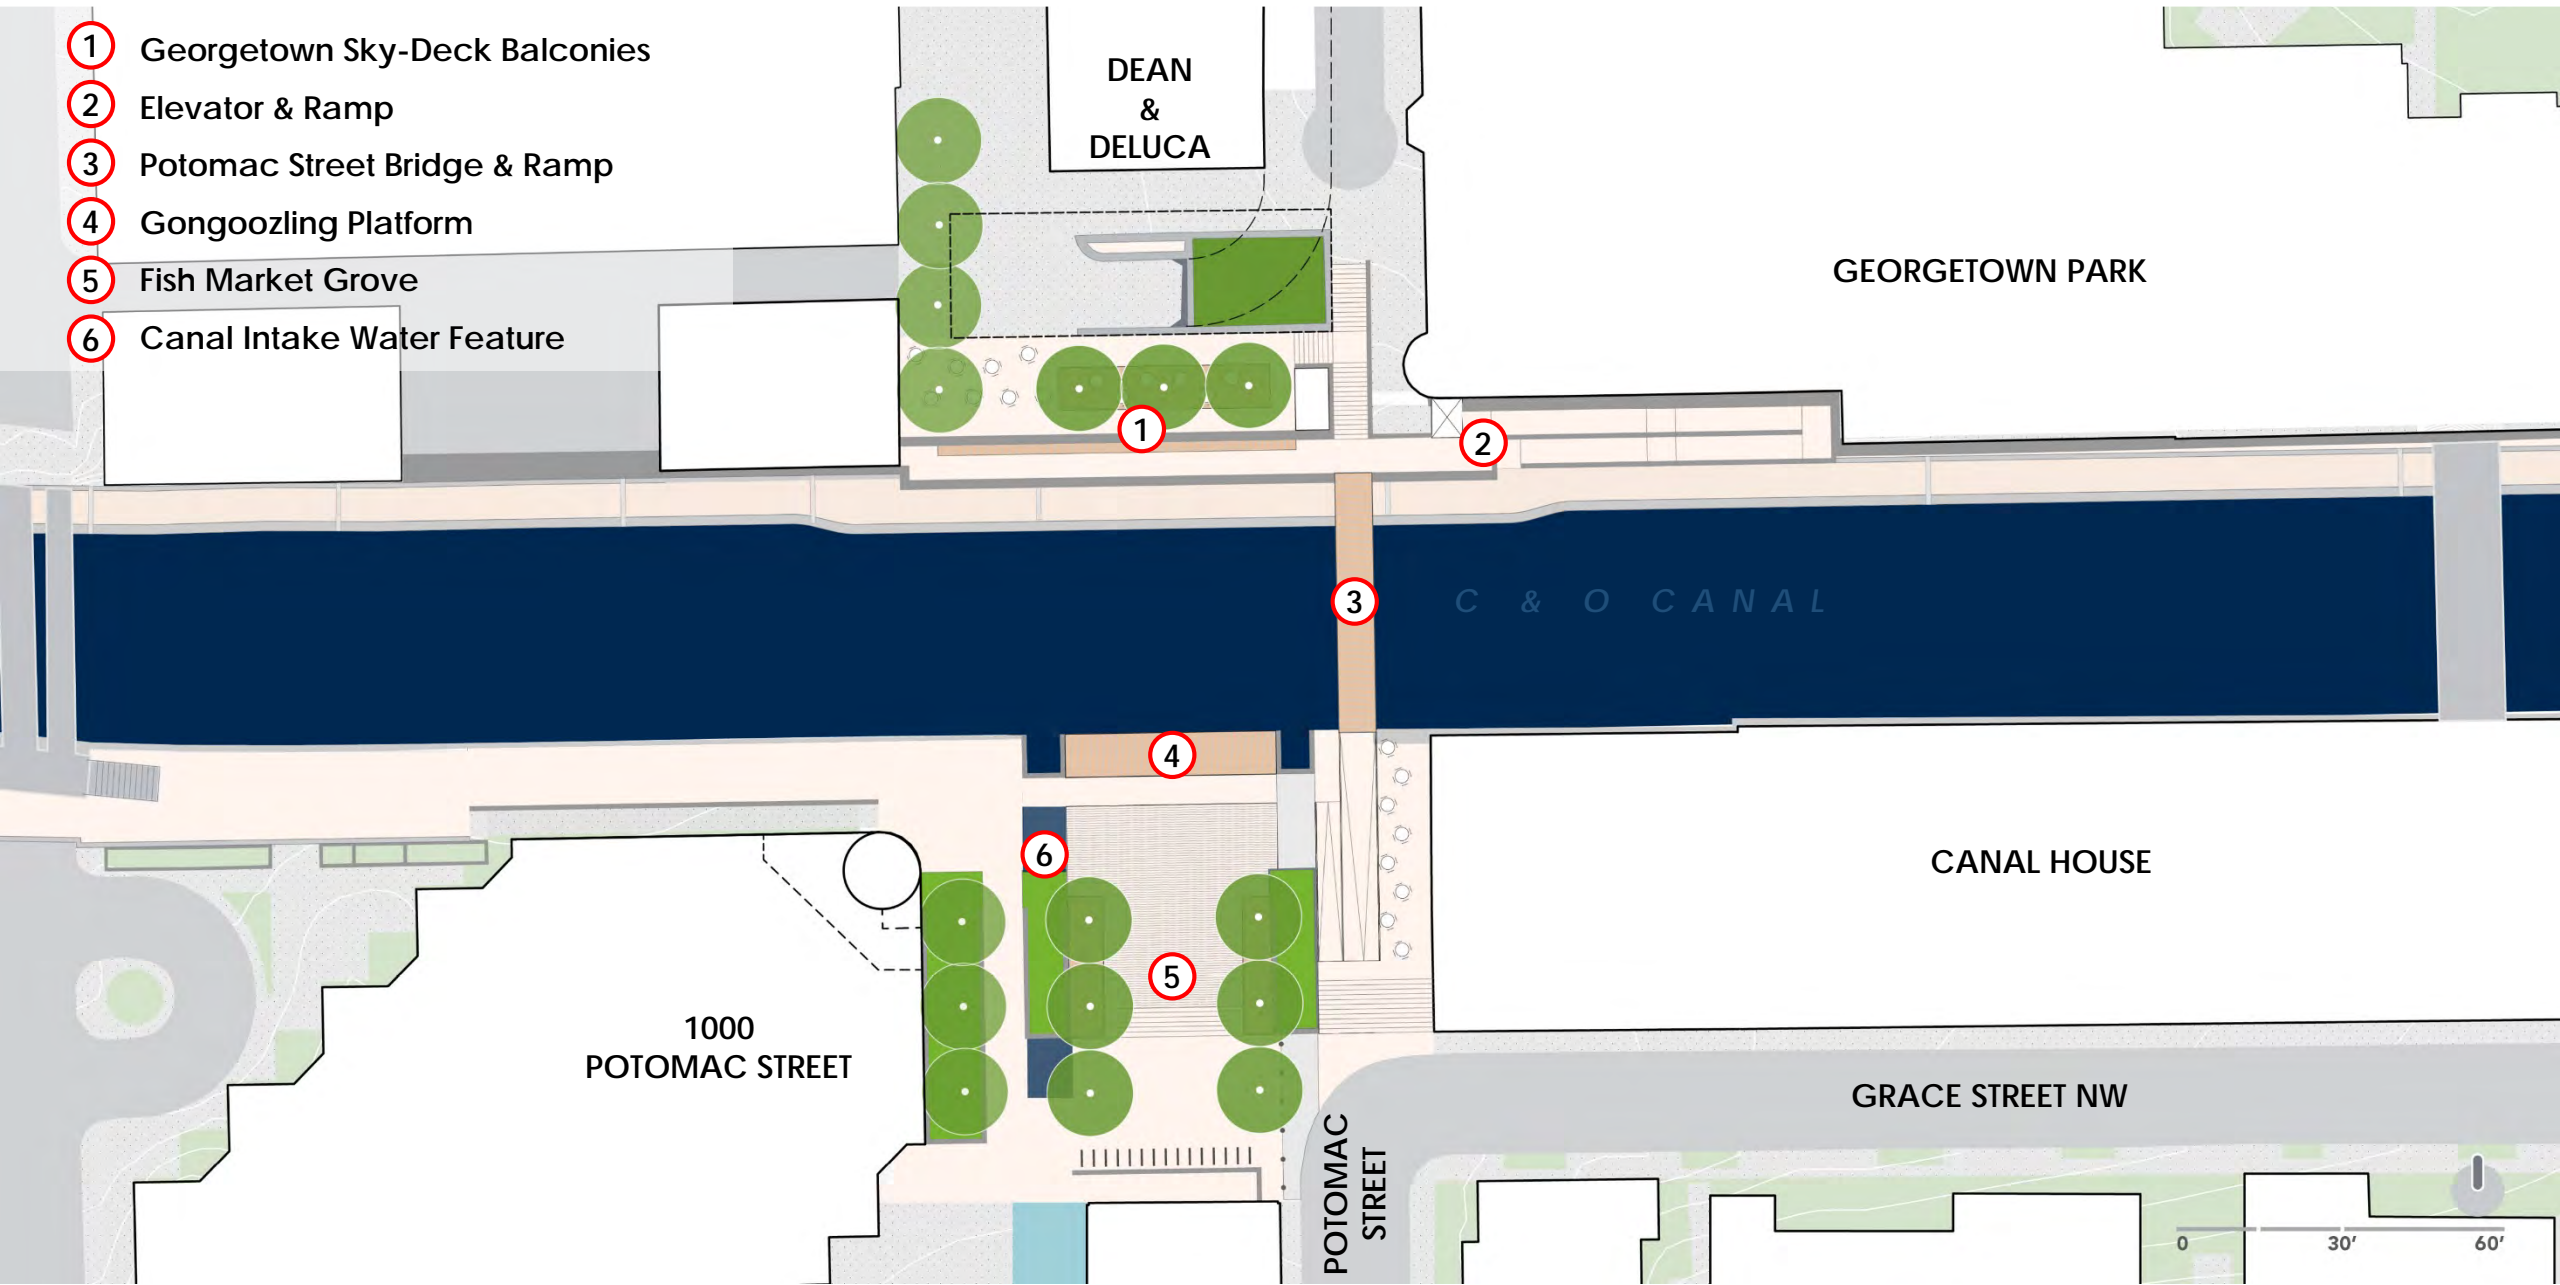 1 Georgetown Sky-Deck Balconies
2 Elevator & Ramp
3 Potomac Street Bridge & Ramp
4 Gongoozling Platform
5 Fish Market Grove
6 Canal Intake Water Feature
DEAN
&
DELUCA
GEORGETOWN PARK
1
2
3
C & O CANAL
4
6
CANAL HOUSE
5
1000
POTOMAC STREET
GRACE STREET NW
POTOMAC
STREET
0 30' 60'